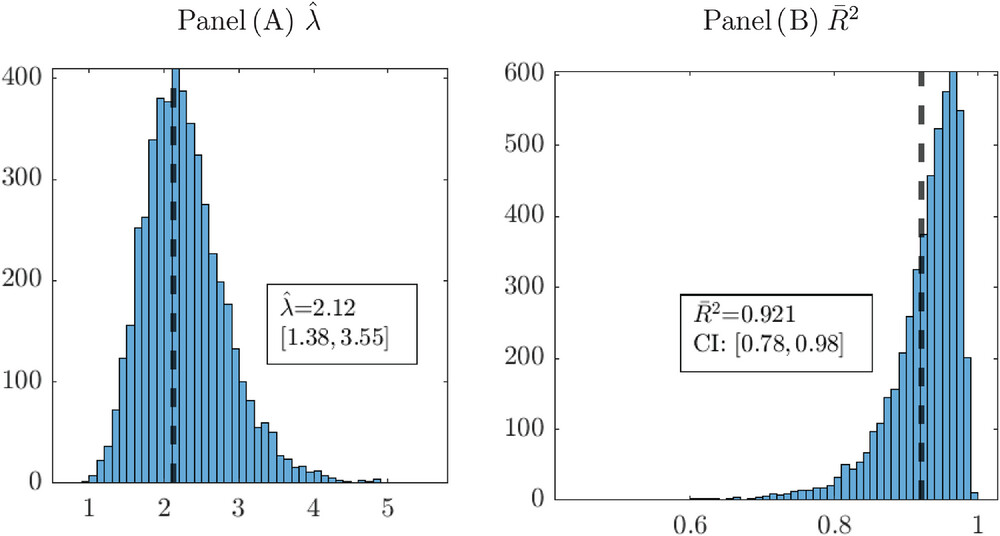 Panel (A) λ̂
400
300
200
100
0
1 2 3 4 5
λ̂=2.12
[1.38, 3.55]
Panel (B) R̄²
600
500
400
300
200
100
0
0.6 0.8 1
R̄²=0.921
CI: [0.78, 0.98]